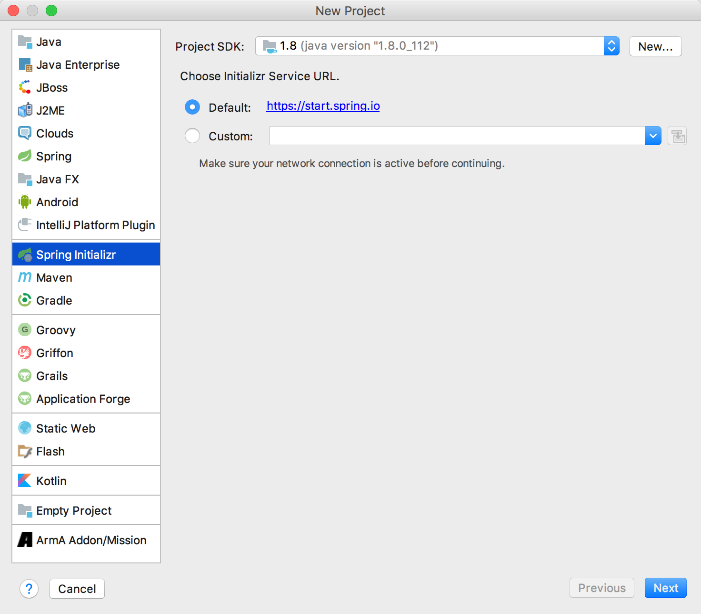 New Project
Java
Java Enterprise
JBoss
J2ME
Clouds
Spring
Java FX
Android
IntelliJ Platform Plugin
Spring Initializr
Maven
Gradle
Groovy
Griffon
Grails
Application Forge
Static Web
Flash
Kotlin
Empty Project
ArmA Addon/Mission
Project SDK: 1.8 (java version "1.8.0_112") New...
Choose Initializr Service URL.
Default: https://start.spring.io
Custom:
Make sure your network connection is active before continuing.
? Cancel Previous Next